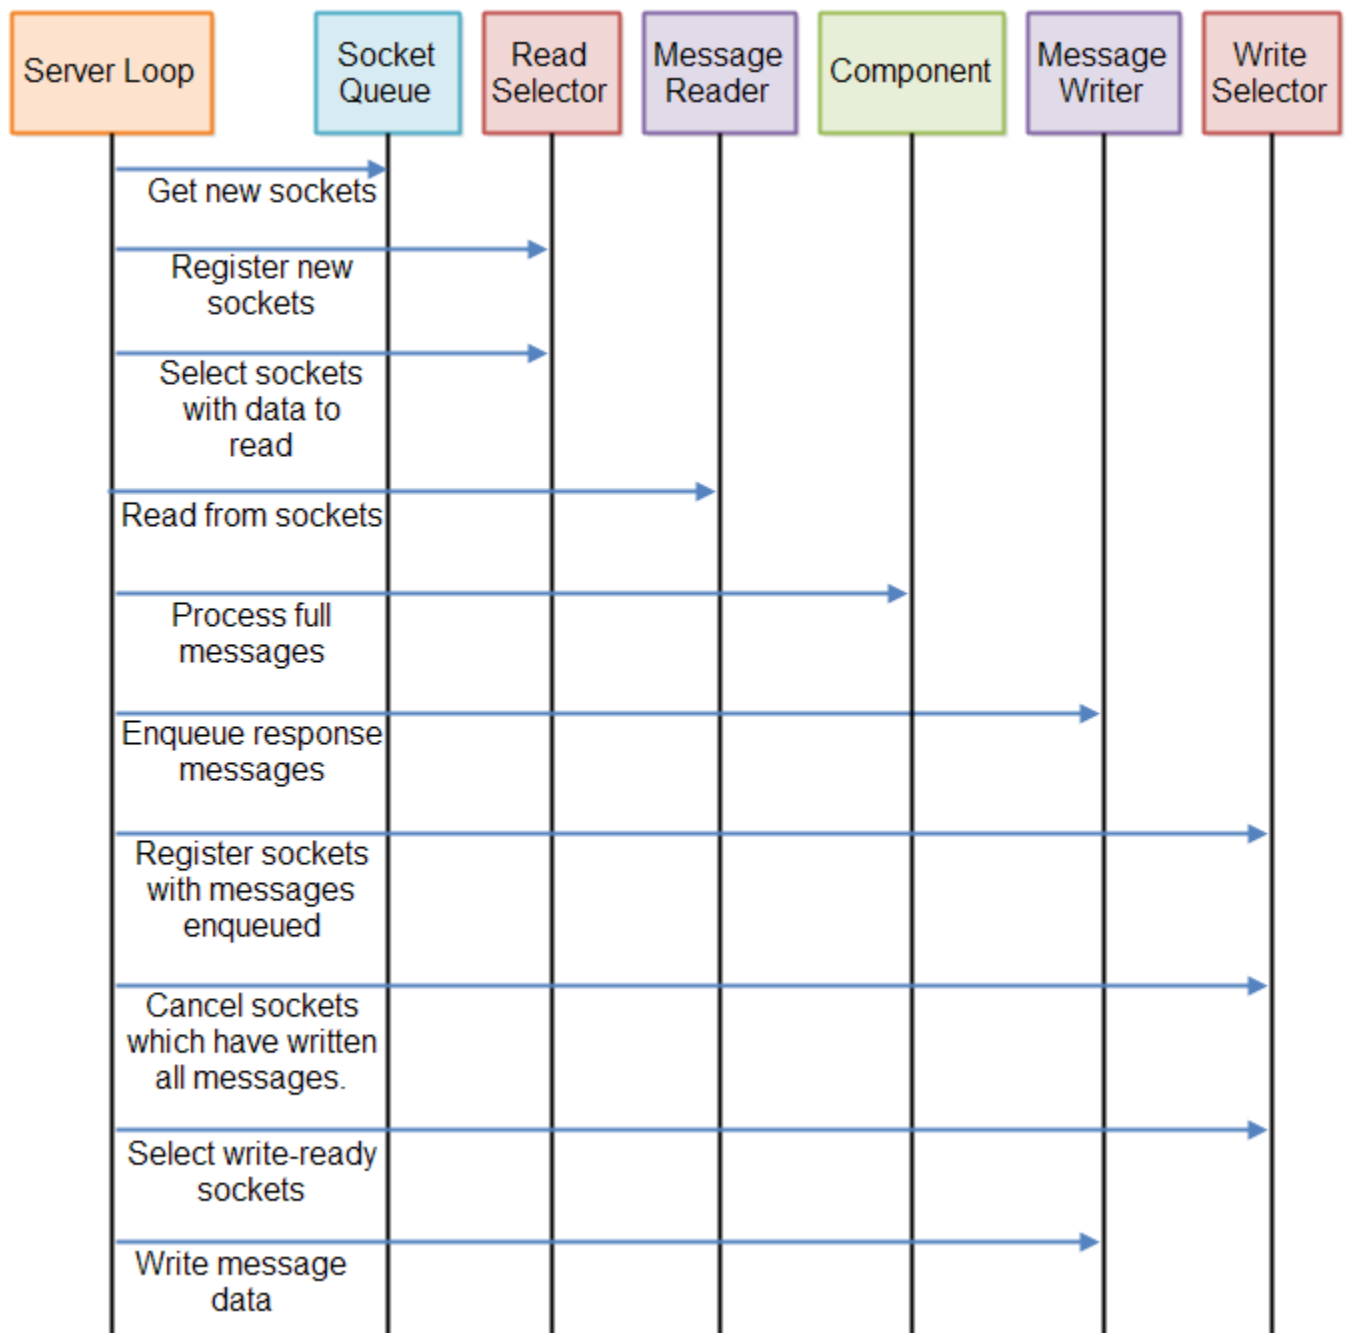 Server Loop
Socket
Queue
Read
Selector
Message
Reader
Component
Message
Writer
Write
Selector
Get new sockets
Register new
sockets
Select sockets
with data to
read
Read from sockets
Process full
messages
Enqueue response
messages
Register sockets
with messages
enqueued
Cancel sockets
which have written
all messages.
Select write-ready
sockets
Write message
data